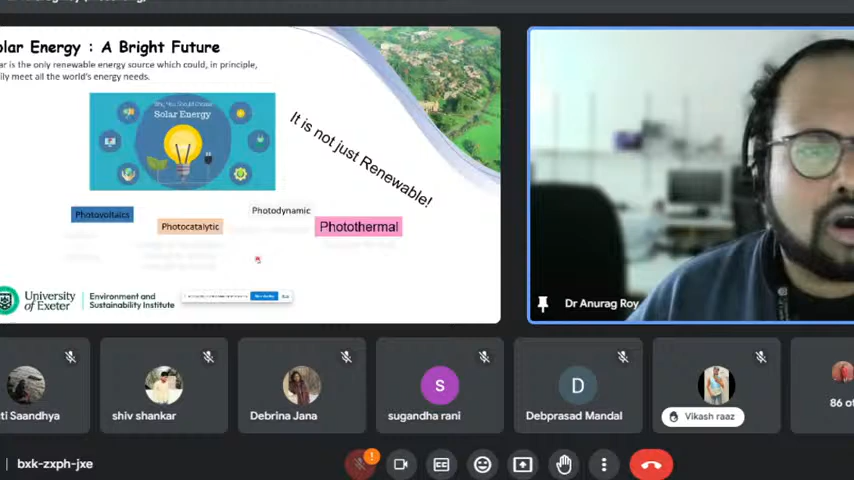 olar Energy : A Bright Future
ar is the only renewable energy source which could, in principle,
ily meet all the world's energy needs.
Solar Energy
It is not just Renewable!
Photovoltaics
Photocatalytic
Photodynamic
Photothermal
University of Exeter
Environment and Sustainability Institute
Dr Anurag Roy
ti Saandhya
shiv shankar
Debrina Jana
S
sugandha rani
D
Debprasad Mandal
Vikash raaz
86 ot
bxk-zxph-jxe